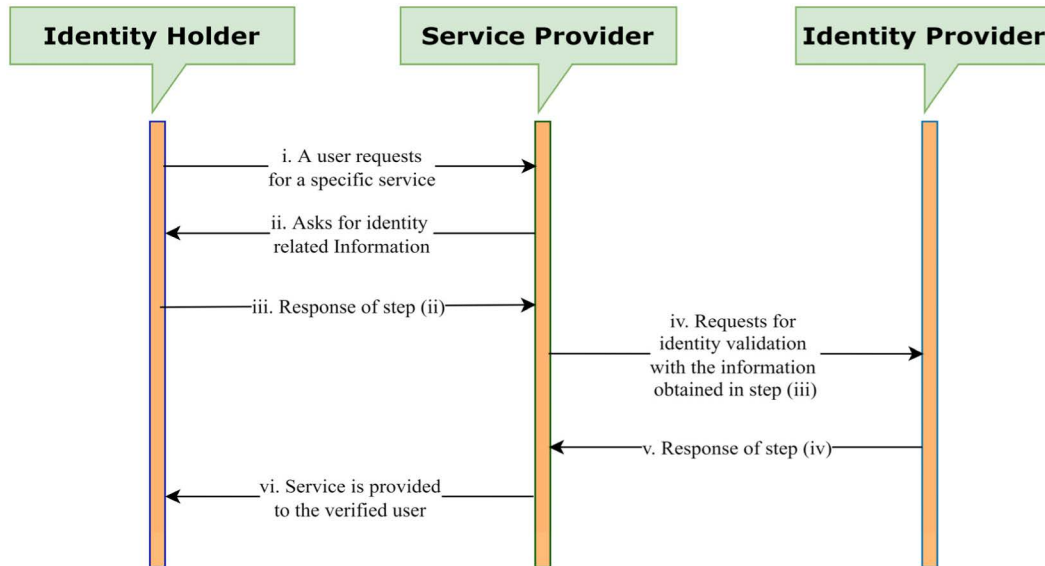 Identity Holder
Service Provider
Identity Provider
i. A user requests
for a specific service
ii. Asks for identity
related Information
iii. Response of step (ii)
iv. Requests for
identity validation
with the information
obtained in step (iii)
v. Response of step (iv)
vi. Service is provided
to the verified user